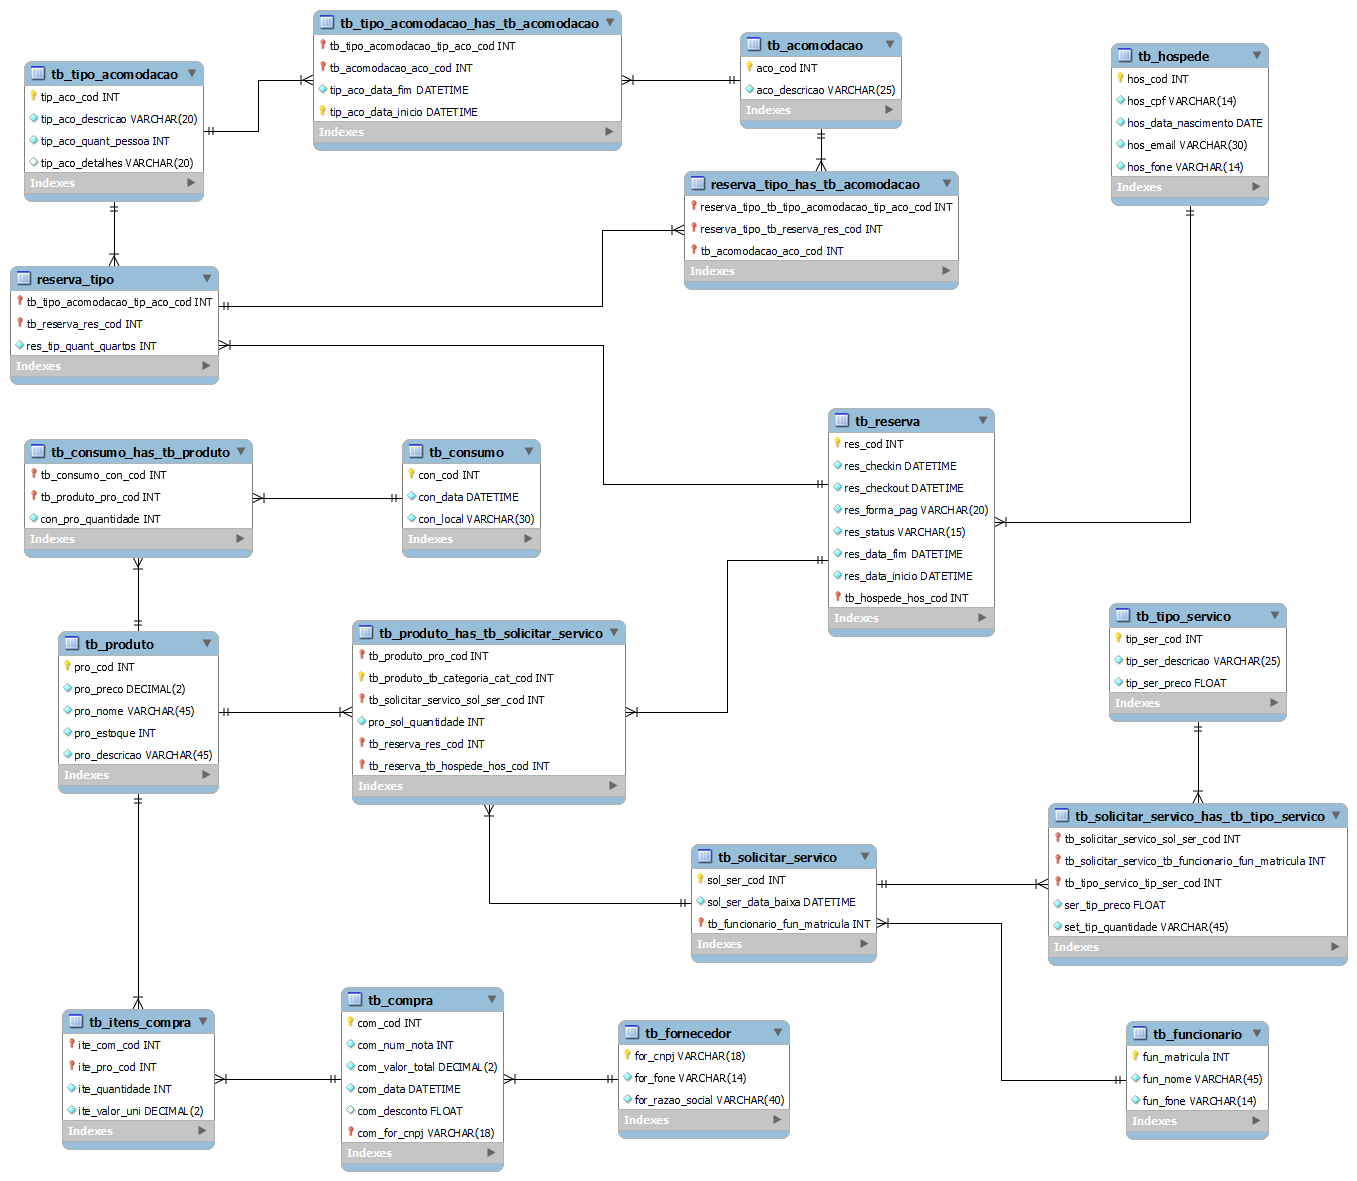 tb_tipo_acomodacao_has_tb_acomodacao
tb_tipo_acomodacao_tip_aco_cod INT
tb_acomodacao_aco_cod INT
tip_aco_data_fim DATETIME
tip_aco_data_inicio DATETIME
Indexes
tb_acomodacao
aco_cod INT
aco_descricao VARCHAR(25)
Indexes
tb_hospede
hos_cod INT
hos_cpf VARCHAR(14)
hos_data_nascimento DATE
hos_email VARCHAR(30)
hos_fone VARCHAR(14)
Indexes
tb_tipo_acomodacao
tip_aco_cod INT
tip_aco_descricao VARCHAR(20)
tip_aco_quant_pessoa INT
tip_aco_detalhes VARCHAR(20)
Indexes
reserva_tipo_has_tb_acomodacao
reserva_tipo_tb_tipo_acomodacao_tip_aco_cod INT
reserva_tipo_tb_reserva_res_cod INT
tb_acomodacao_aco_cod INT
Indexes
reserva_tipo
tb_tipo_acomodacao_tip_aco_cod INT
tb_reserva_res_cod INT
res_tip_quant_quartos INT
Indexes
tb_reserva
res_cod INT
res_checkin DATETIME
res_checkout DATETIME
res_forma_pag VARCHAR(20)
res_status VARCHAR(15)
res_data_fim DATETIME
res_data_inicio DATETIME
tb_hospede_hos_cod INT
Indexes
tb_consumo_has_tb_produto
tb_consumo_con_cod INT
tb_produto_pro_cod INT
con_pro_quantidade INT
Indexes
tb_consumo
con_cod INT
con_data DATETIME
con_local VARCHAR(30)
Indexes
tb_tipo_servico
tip_ser_cod INT
tip_ser_descricao VARCHAR(25)
tip_ser_preco FLOAT
Indexes
tb_produto
pro_cod INT
pro_preco DECIMAL(2)
pro_nome VARCHAR(45)
pro_estoque INT
pro_descricao VARCHAR(45)
Indexes
tb_produto_has_tb_solicitar_servico
tb_produto_pro_cod INT
tb_produto_tb_categoria_cat_cod INT
tb_solicitar_servico_sol_ser_cod INT
pro_sol_quantidade INT
tb_reserva_res_cod INT
tb_reserva_tb_hospede_hos_cod INT
Indexes
tb_solicitar_servico_has_tb_tipo_servico
tb_solicitar_servico_sol_ser_cod INT
tb_solicitar_servico_tb_funcionario_fun_matricula INT
tb_tipo_servico_tip_ser_cod INT
ser_tip_preco FLOAT
set_tip_quantidade VARCHAR(45)
Indexes
tb_solicitar_servico
sol_ser_cod INT
sol_ser_data_baixa DATETIME
tb_funcionario_fun_matricula INT
Indexes
tb_itens_compra
ite_com_cod INT
ite_pro_cod INT
ite_quantidade INT
ite_valor_uni DECIMAL(2)
Indexes
tb_compra
com_cod INT
com_num_nota INT
com_valor_total DECIMAL(2)
com_data DATETIME
com_desconto FLOAT
com_for_cnpj VARCHAR(18)
Indexes
tb_fornecedor
for_cnpj VARCHAR(18)
for_fone VARCHAR(14)
for_razao_social VARCHAR(40)
Indexes
tb_funcionario
fun_matricula INT
fun_nome VARCHAR(45)
fun_fone VARCHAR(14)
Indexes